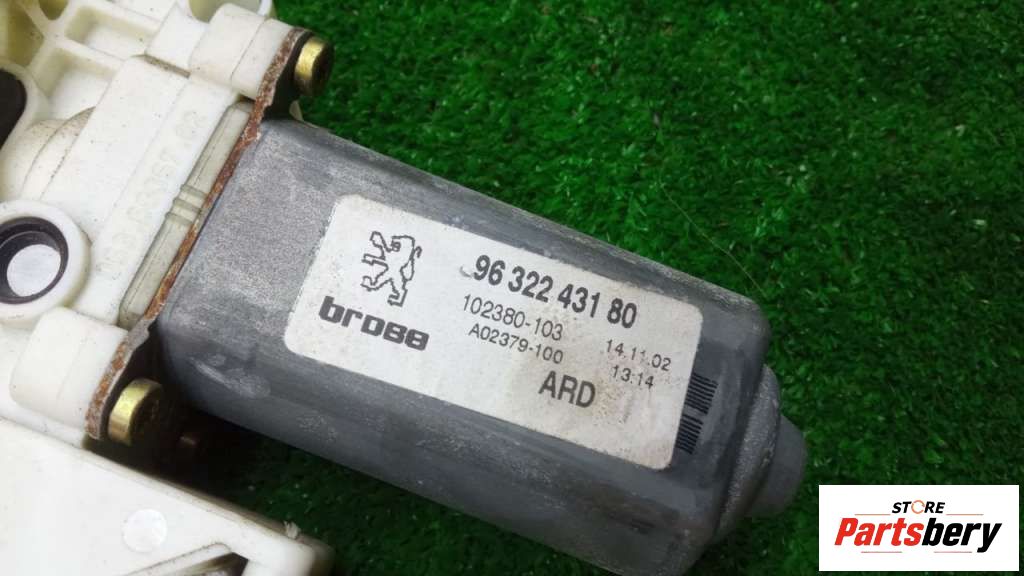 96 322 431 80
102380-103
A02379-100
14.11.02
13:14
brose
ARD
STORE
Partsbery